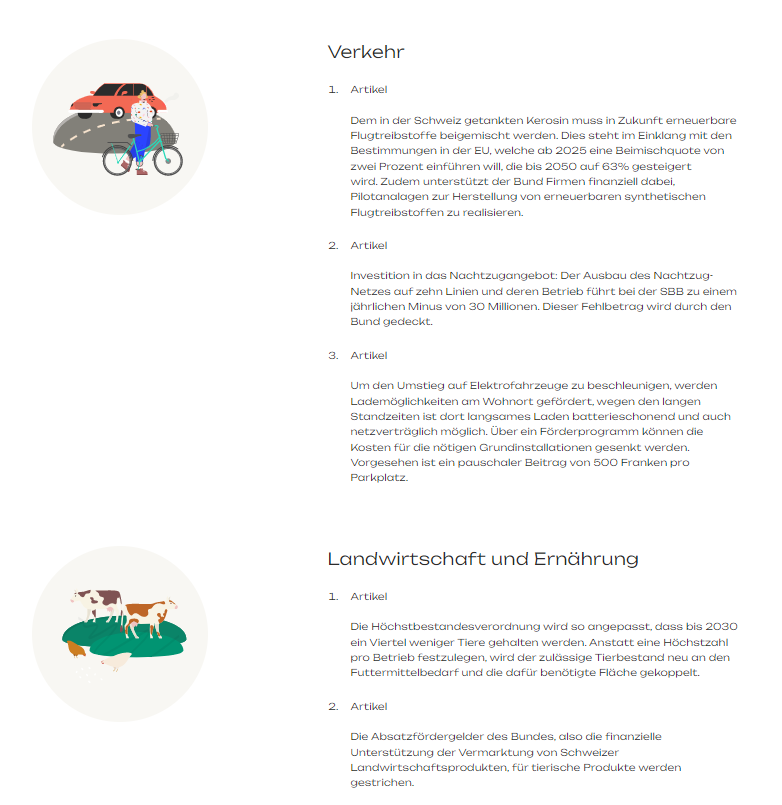 Verkehr
1. Artikel
Dem in der Schweiz getankten Kerosin muss in Zukunft erneuerbare
Flugtreibstoffe beigemischt werden. Dies steht im Einklang mit den
Bestimmungen in der EU, welche ab 2025 eine Beimischquote von
zwei Prozent einführen will, die bis 2050 auf 63% gesteigert
wird. Zudem unterstützt der Bund Firmen finanziell dabei,
Pilotanalagen zur Herstellung von erneuerbaren synthetischen
Flugtreibstoffen zu realisieren.
2. Artikel
Investition in das Nachtzugangebot: Der Ausbau des Nachtzug-
Netzes auf zehn Linien und deren Betrieb führt bei der SBB zu einem
jährlichen Minus von 30 Millionen. Dieser Fehlbetrag wird durch den
Bund gedeckt.
3. Artikel
Um den Umstieg auf Elektrofahrzeuge zu beschleunigen, werden
Lademöglichkeiten am Wohnort gefördert, wegen den langen
Standzeiten ist dort langsames Laden batterieschonend und auch
netzverträglich möglich. Über ein Förderprogramm können die
Kosten für die nötigen Grundinstallationen gesenkt werden.
Vorgesehen ist ein pauschaler Beitrag von 500 Franken pro
Parkplatz.
Landwirtschaft und Ernährung
1. Artikel
Die Höchstbestandesverordnung wird so angepasst, dass bis 2030
ein Viertel weniger Tiere gehalten werden. Anstatt eine Höchstzahl
pro Betrieb festzulegen, wird der zulässige Tierbestand neu an den
Futtermittelbedarf und die dafür benötigte Fläche gekoppelt.
2. Artikel
Die Absatzfördergelder des Bundes, also die finanzielle
Unterstützung der Vermarktung von Schweizer
Landwirtschaftsprodukten, für tierische Produkte werden
gestrichen.